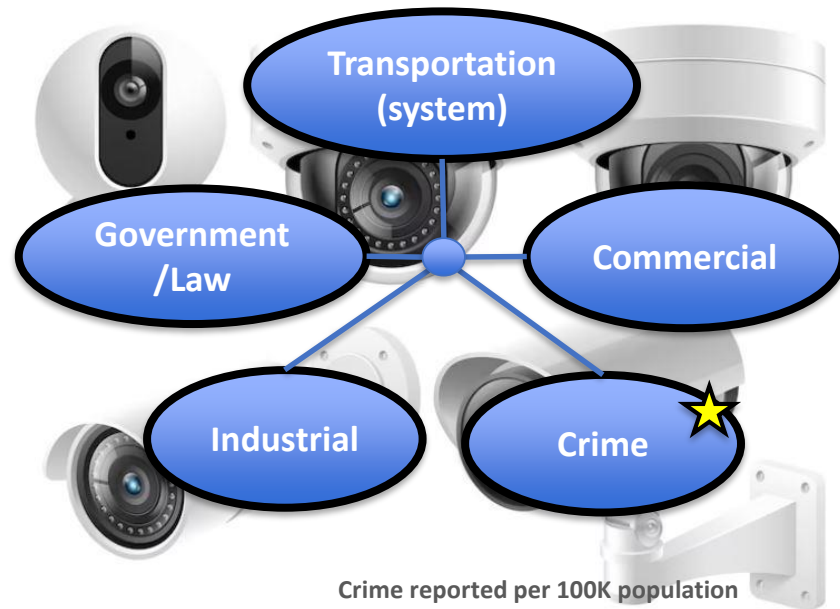 Transportation
(system)
Government
/Law
Commercial
Industrial
Crime
Crime reported per 100K population